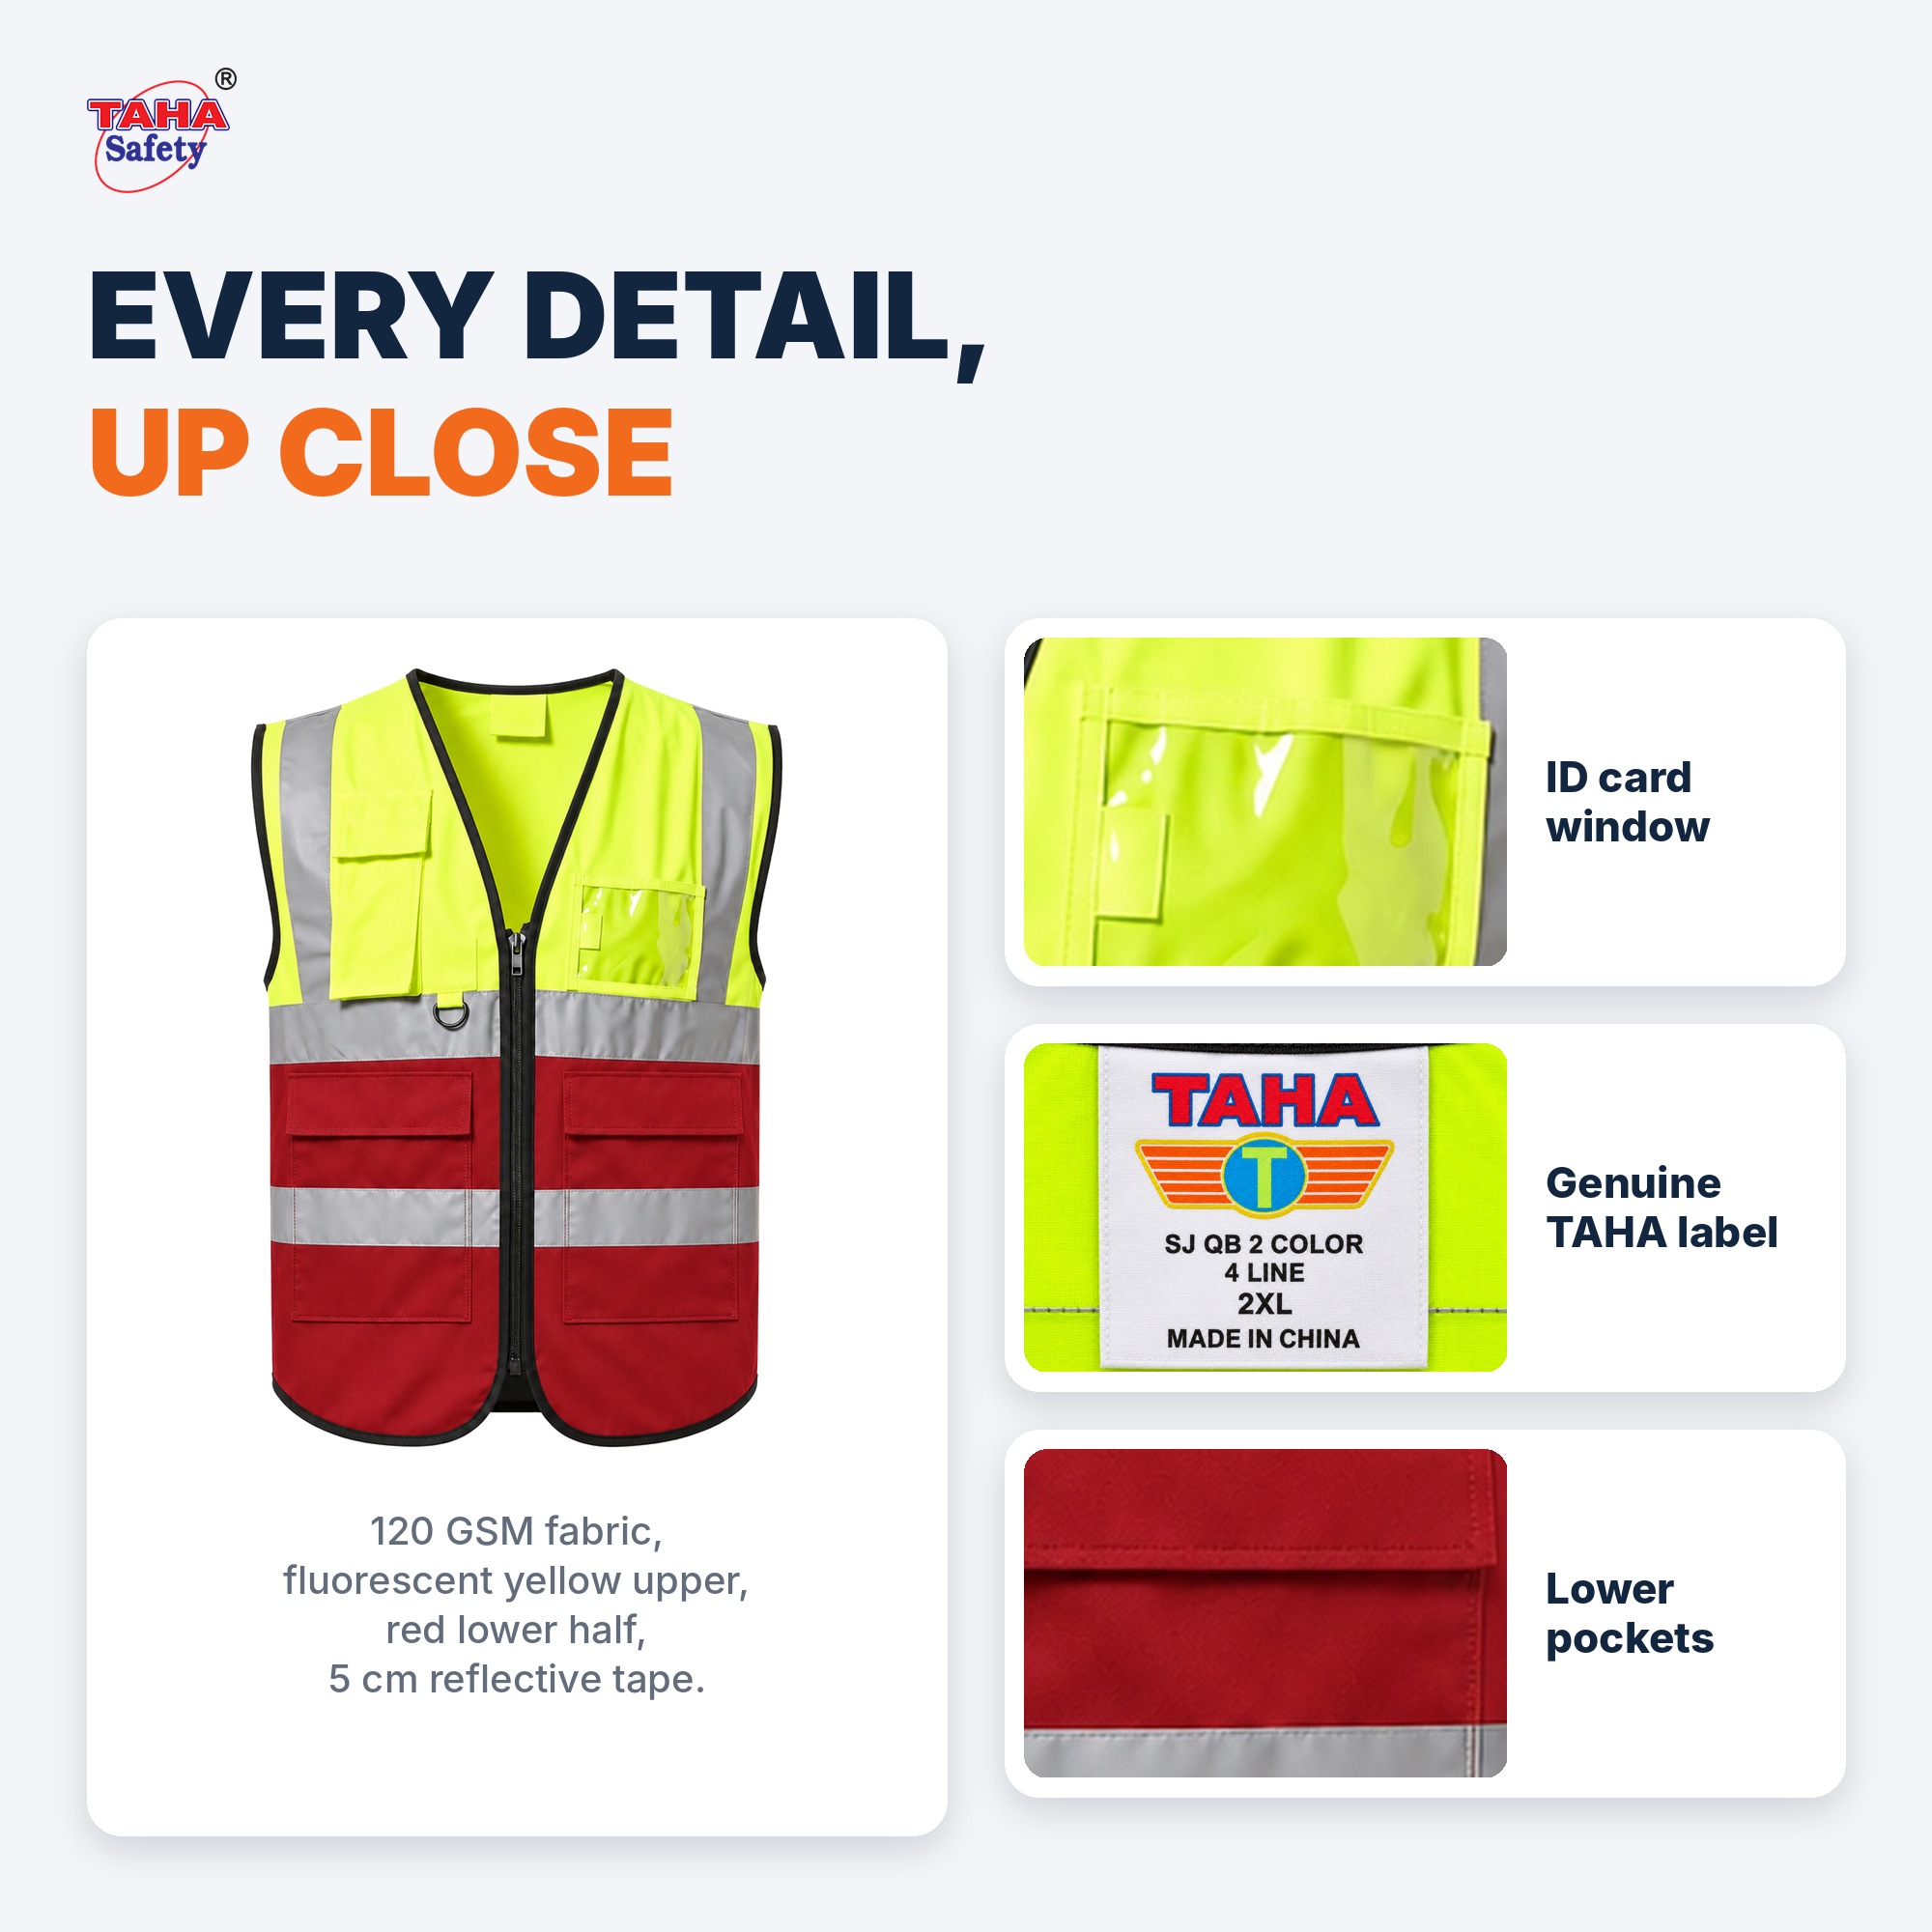 TAHA ®
Safety
EVERY DETAIL,
UP CLOSE
120 GSM fabric,
fluorescent yellow upper,
red lower half,
5 cm reflective tape.
ID card
window
TAHA
T
SJ QB 2 COLOR
4 LINE
2XL
MADE IN CHINA
Genuine
TAHA label
Lower
pockets